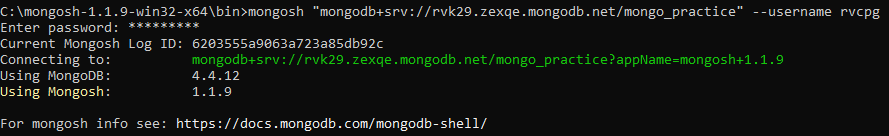 C:\mongosh-1.1.9-win32-x64\bin>mongosh "mongodb+srv://rvk29.zexqe.mongodb.net/mongo_practice" --username rvcpg
Enter password: *********
Current Mongosh Log ID: 6203555a9063a723a85db92c
Connecting to:          mongodb+srv://rvk29.zexqe.mongodb.net/mongo_practice?appName=mongosh+1.1.9
Using MongoDB:          4.4.12
Using Mongosh:          1.1.9
For mongosh info see: https://docs.mongodb.com/mongodb-shell/